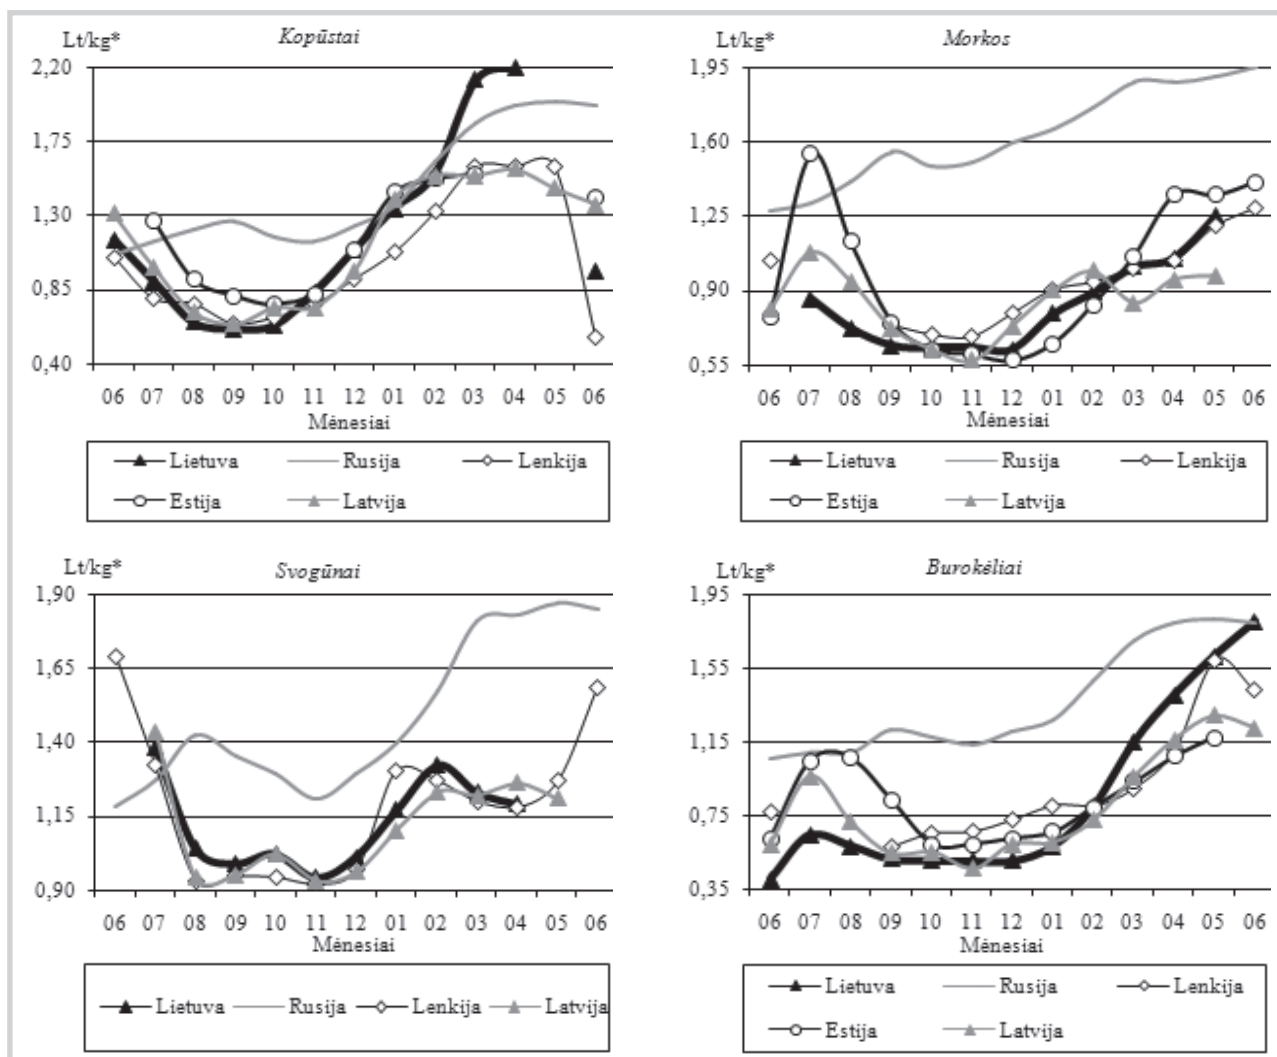 Lt/kg* Kopūstai
2,20
1,75
1,30
0,85
0,40
06 07 08 09 10 11 12 01 02 03 04 05 06
Mėnesiai
Lietuva Rusija Lenkija
Estija Latvija
Lt/kg* Morkos
1,95
1,60
1,25
0,90
0,55
06 07 08 09 10 11 12 01 02 03 04 05 06
Mėnesiai
Lietuva Rusija Lenkija
Estija Latvija
Lt/kg* Svogūnai
1,90
1,65
1,40
1,15
0,90
06 07 08 09 10 11 12 01 02 03 04 05 06
Mėnesiai
Lietuva Rusija Lenkija Latvija
Lt/kg* Burokėliai
1,95
1,55
1,15
0,75
0,35
06 07 08 09 10 11 12 01 02 03 04 05 06
Mėnesiai
Lietuva Rusija Lenkija
Estija Latvija